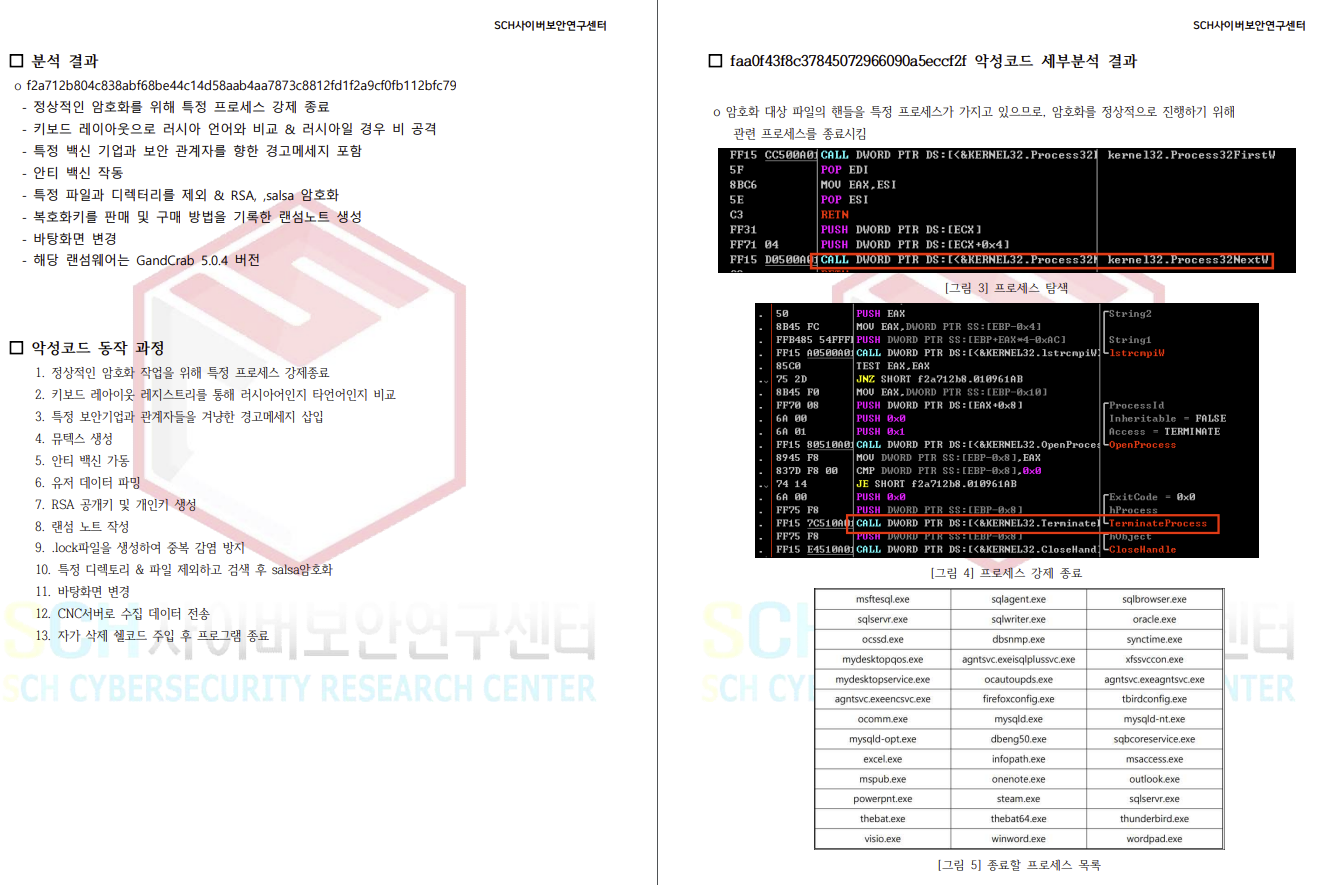 SCH사이버보안연구센터
□ 분석 결과
o f2a712b804c838abf68be44c14d58aab4aa7873c8812fd1f2a9cf0fb112bfc79
- 정상적인 암호화를 위해 특정 프로세스 강제 종료
- 키보드 레이아웃으로 러시아 언어와 비교 & 러시아일 경우 비 공격
- 특정 백신 기업과 보안 관계자를 향한 경고메세지 포함
- 안티 백신 작동
- 특정 파일과 디렉터리를 제외 & RSA, ,salsa 암호화
- 복호화키를 판매 및 구매 방법을 기록한 랜섬노트 생성
- 바탕화면 변경
- 해당 랜섬웨어는 GandCrab 5.0.4 버전
□ 악성코드 동작 과정
1. 정상적인 암호화 작업을 위해 특정 프로세스 강제종료
2. 키보드 레아이웃 레지스트리를 통해 러시아어인지 타언어인지 비교
3. 특정 보안기업과 관계자들을 겨냥한 경고메세지 삽입
4. 뮤텍스 생성
5. 안티 백신 가동
6. 유저 데이터 파밍
7. RSA 공개키 및 개인키 생성
8. 랜섬 노트 작성
9. .lock파일을 생성하여 중복 감염 방지
10. 특정 디렉토리 & 파일 제외하고 검색 후 salsa암호화
11. 바탕화면 변경
12. CNC서버로 수집 데이터 전송
13. 자가 삭제 쉘코드 주입 후 프로그램 종료
SCH사이버보안연구센터
SCH CYBERSECURITY RESEARCH CENTER
SCH사이버보안연구센터
□ faa0f43f8c37845072966090a5eccf2f 악성코드 세부분석 결과
o 암호화 대상 파일의 핸들을 특정 프로세스가 가지고 있으므로, 암호화를 정상적으로 진행하기 위해
관련 프로세스를 종료시킴
FF15 CC500A01 CALL DWORD PTR DS:[<&KERNEL32.Process32 kernel32.Process32FirstW
5F POP EDI
8BC6 MOV EAX,ESI
5E POP ESI
C3 RETN
FF31 PUSH DWORD PTR DS:[ECX]
FF71 04 PUSH DWORD PTR DS:[ECX+0x4]
FF15 D0500A01 CALL DWORD PTR DS:[<&KERNEL32.Process32 kernel32.Process32NextW
[그림 3] 프로세스 탐색
50 PUSH EAX String2
8B45 FC MOV EAX,DWORD PTR SS:[EBP-0x4]
FFB485 54FFF PUSH DWORD PTR SS:[EBP+EAX*4-0xAC] String1
FF15 A0500A01 CALL DWORD PTR DS:[<&KERNEL32.lstrcmpiW] lstrcmpiW
85C0 TEST EAX,EAX
75 2D JNZ SHORT f2a712b8.010961AB
8B45 F0 MOV EAX,DWORD PTR SS:[EBP-0x10]
FF70 08 PUSH DWORD PTR DS:[EAX+0x8] ProcessId
6A 00 PUSH 0x0 Inheritable = FALSE
6A 01 PUSH 0x1 Access = TERMINATE
FF15 80510A01 CALL DWORD PTR DS:[<&KERNEL32.OpenProces OpenProcess
8945 F8 MOV DWORD PTR SS:[EBP-0x8],EAX
837D F8 00 CMP DWORD PTR SS:[EBP-0x8],0x0
74 14 JE SHORT f2a712b8.010961AB
6A 00 PUSH 0x0 ExitCode = 0x0
FF75 F8 PUSH DWORD PTR SS:[EBP-0x8] hProcess
FF15 7C510A01 CALL DWORD PTR DS:[<&KERNEL32.Terminate TerminateProcess
FF75 F8 PUSH DWORD PTR SS:[EBP-0x8] hObject
FF15 E4510A01 CALL DWORD PTR DS:[<&KERNEL32.CloseHand CloseHandle
[그림 4] 프로세스 강제 종료
msftesql.exe sqlagent.exe sqlbrowser.exe
sqlservr.exe sqlwriter.exe oracle.exe
ocssd.exe dbsnmp.exe synctime.exe
mydesktopqos.exe agntsvc.exeisqlplussvc.exe xfssvccon.exe
mydesktopservice.exe ocautoupds.exe agntsvc.exeagntsvc.exe
agntsvc.exeencsvc.exe firefoxconfig.exe tbirdconfig.exe
ocomm.exe mysqld.exe mysqld-nt.exe
mysqld-opt.exe dbeng50.exe sqbcoreservice.exe
excel.exe infopath.exe msaccess.exe
mspub.exe onenote.exe outlook.exe
powerpnt.exe steam.exe sqlservr.exe
thebat.exe thebat64.exe thunderbird.exe
visio.exe winword.exe wordpad.exe
[그림 5] 종료할 프로세스 목록